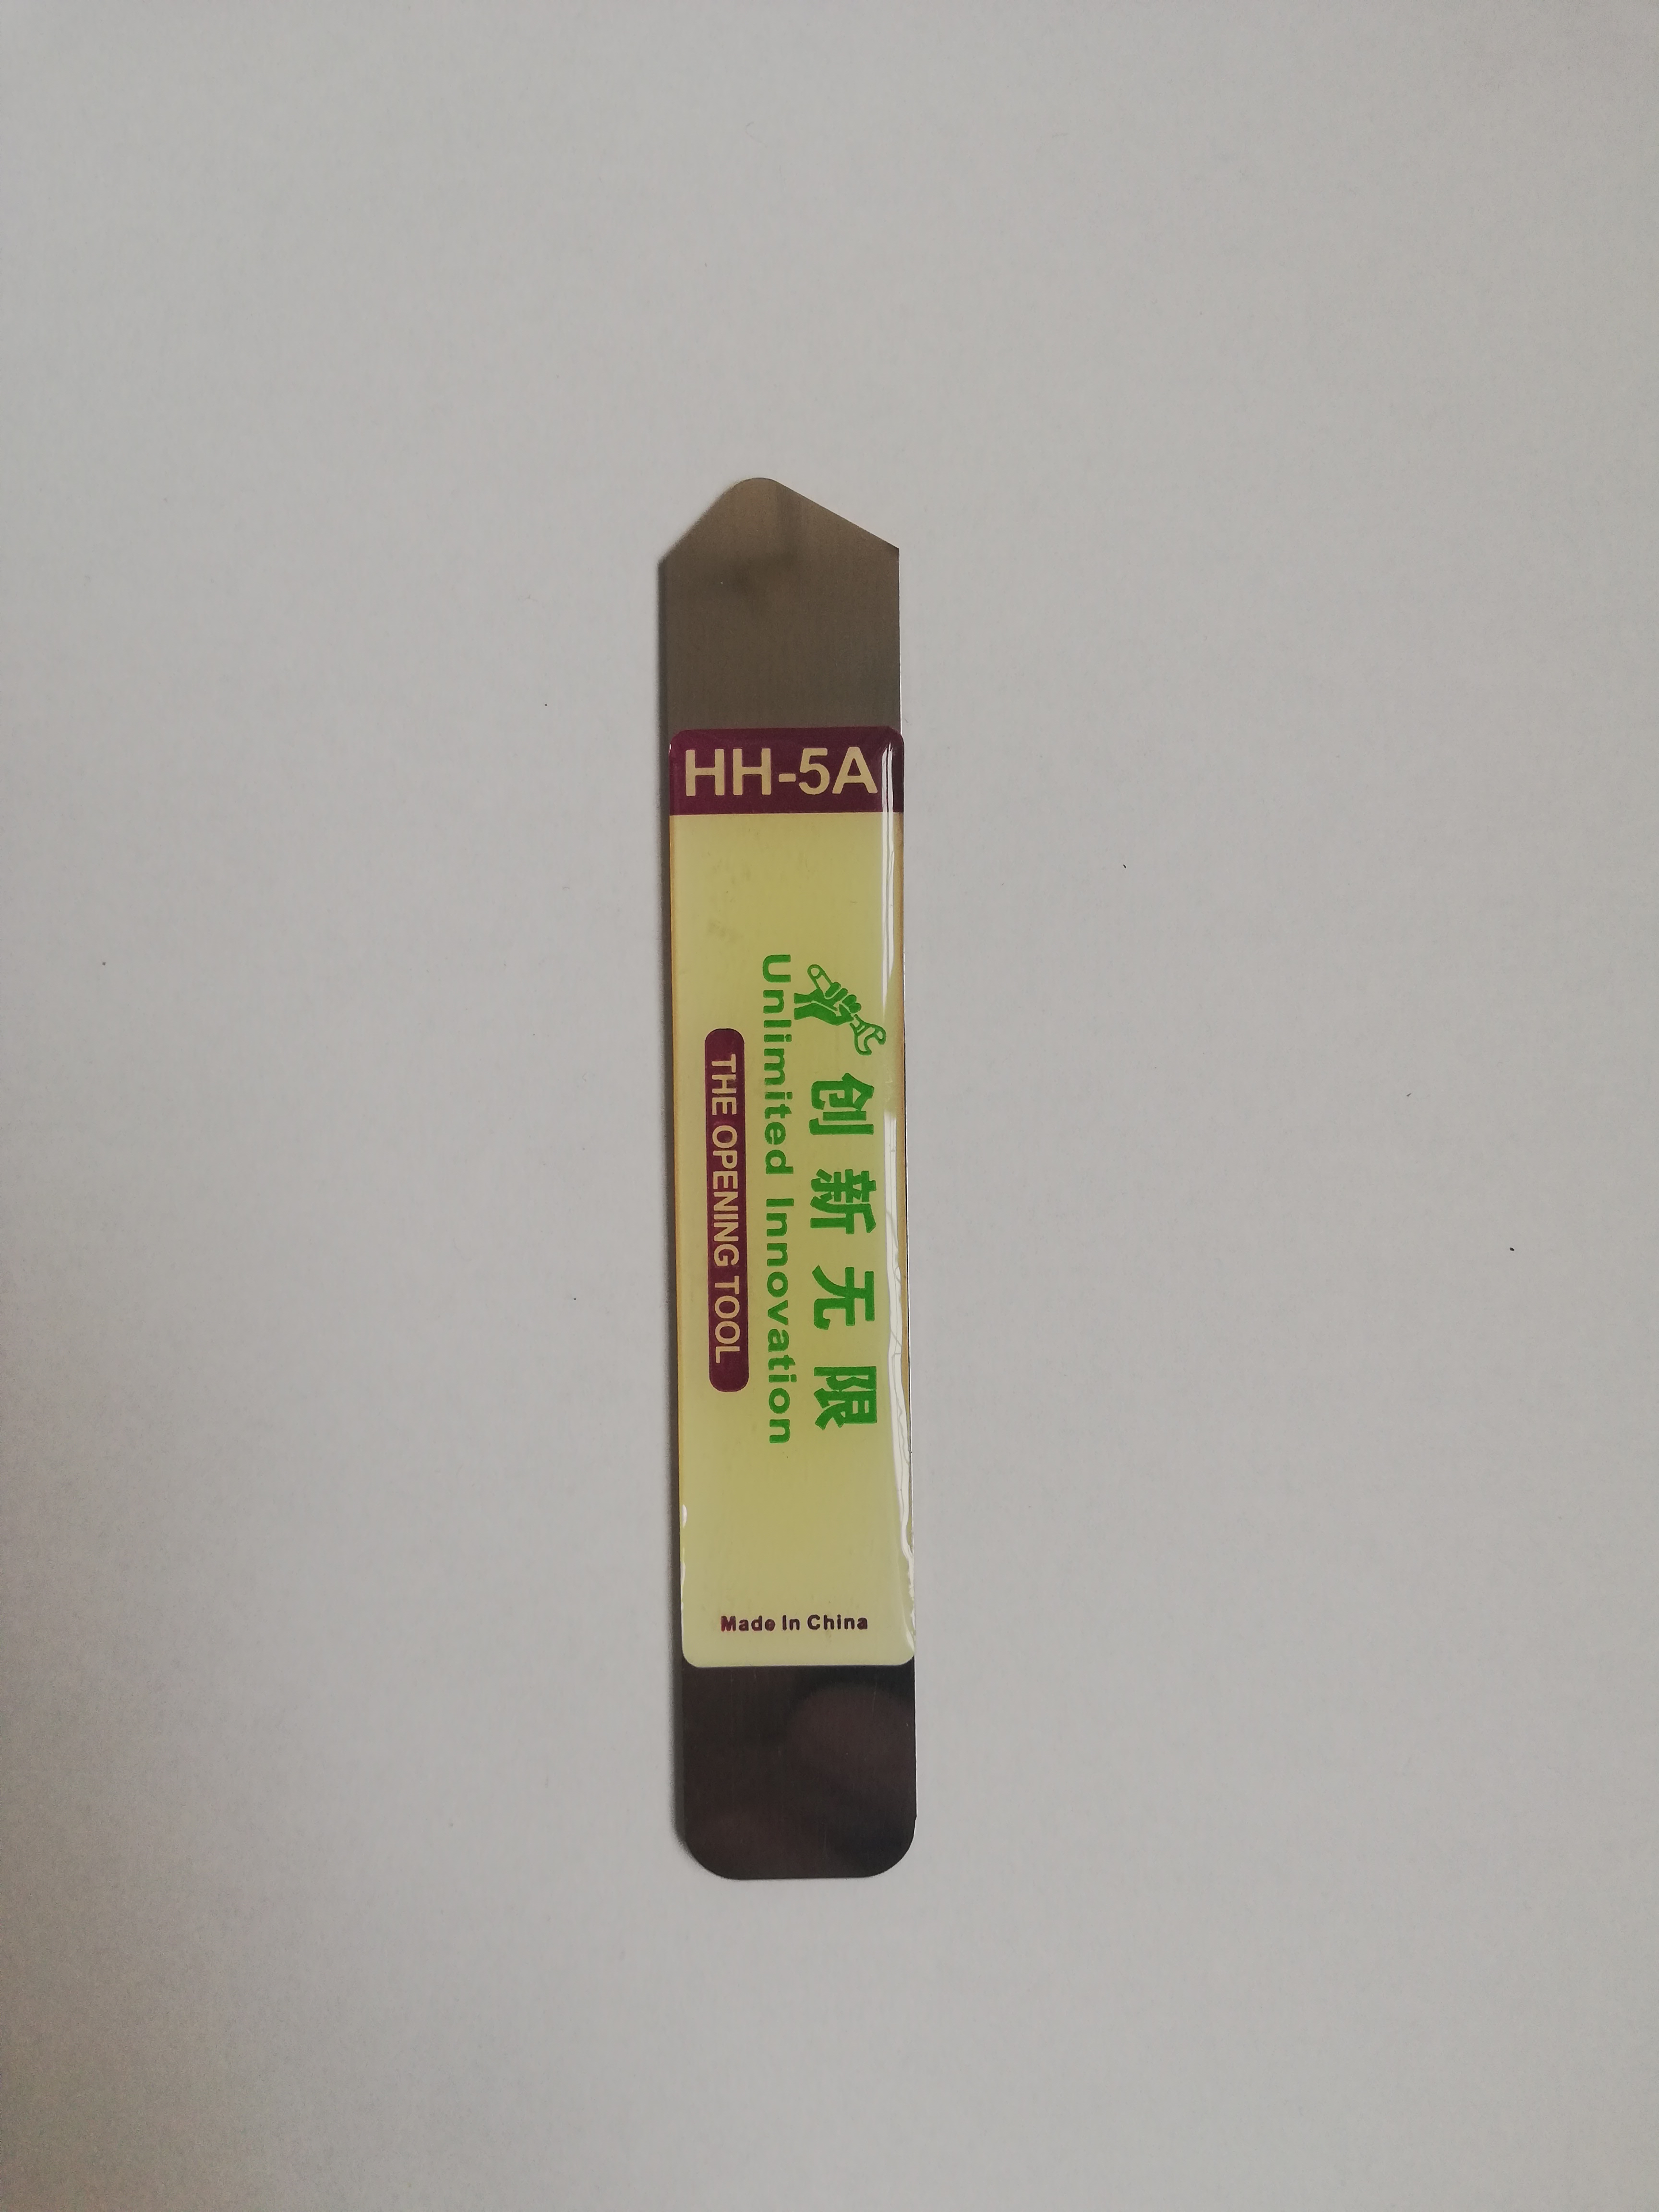 HH-5A
创新无限
Unlimited Innovation
THE OPENING TOOL
Made In China